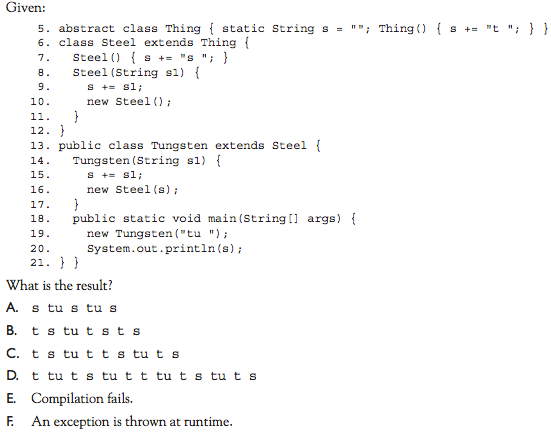 Given:
5. abstract class Thing { static String s = ""; Thing() { s += "t "; } }
6. class Steel extends Thing {
7. Steel() { s += "s "; }
8. Steel(String s1) {
9. s += s1;
10. new Steel();
11. }
12. }
13. public class Tungsten extends Steel {
14. Tungsten(String s1) {
15. s += s1;
16. new Steel(s);
17. }
18. public static void main(String[] args) {
19. new Tungsten("tu ");
20. System.out.println(s);
21. } }
What is the result?
A. s tu s tu s
B. t s tu t s t s
C. t s tu t t s tu t s
D. t tu t s tu t t tu t s tu t s
E. Compilation fails.
F. An exception is thrown at runtime.